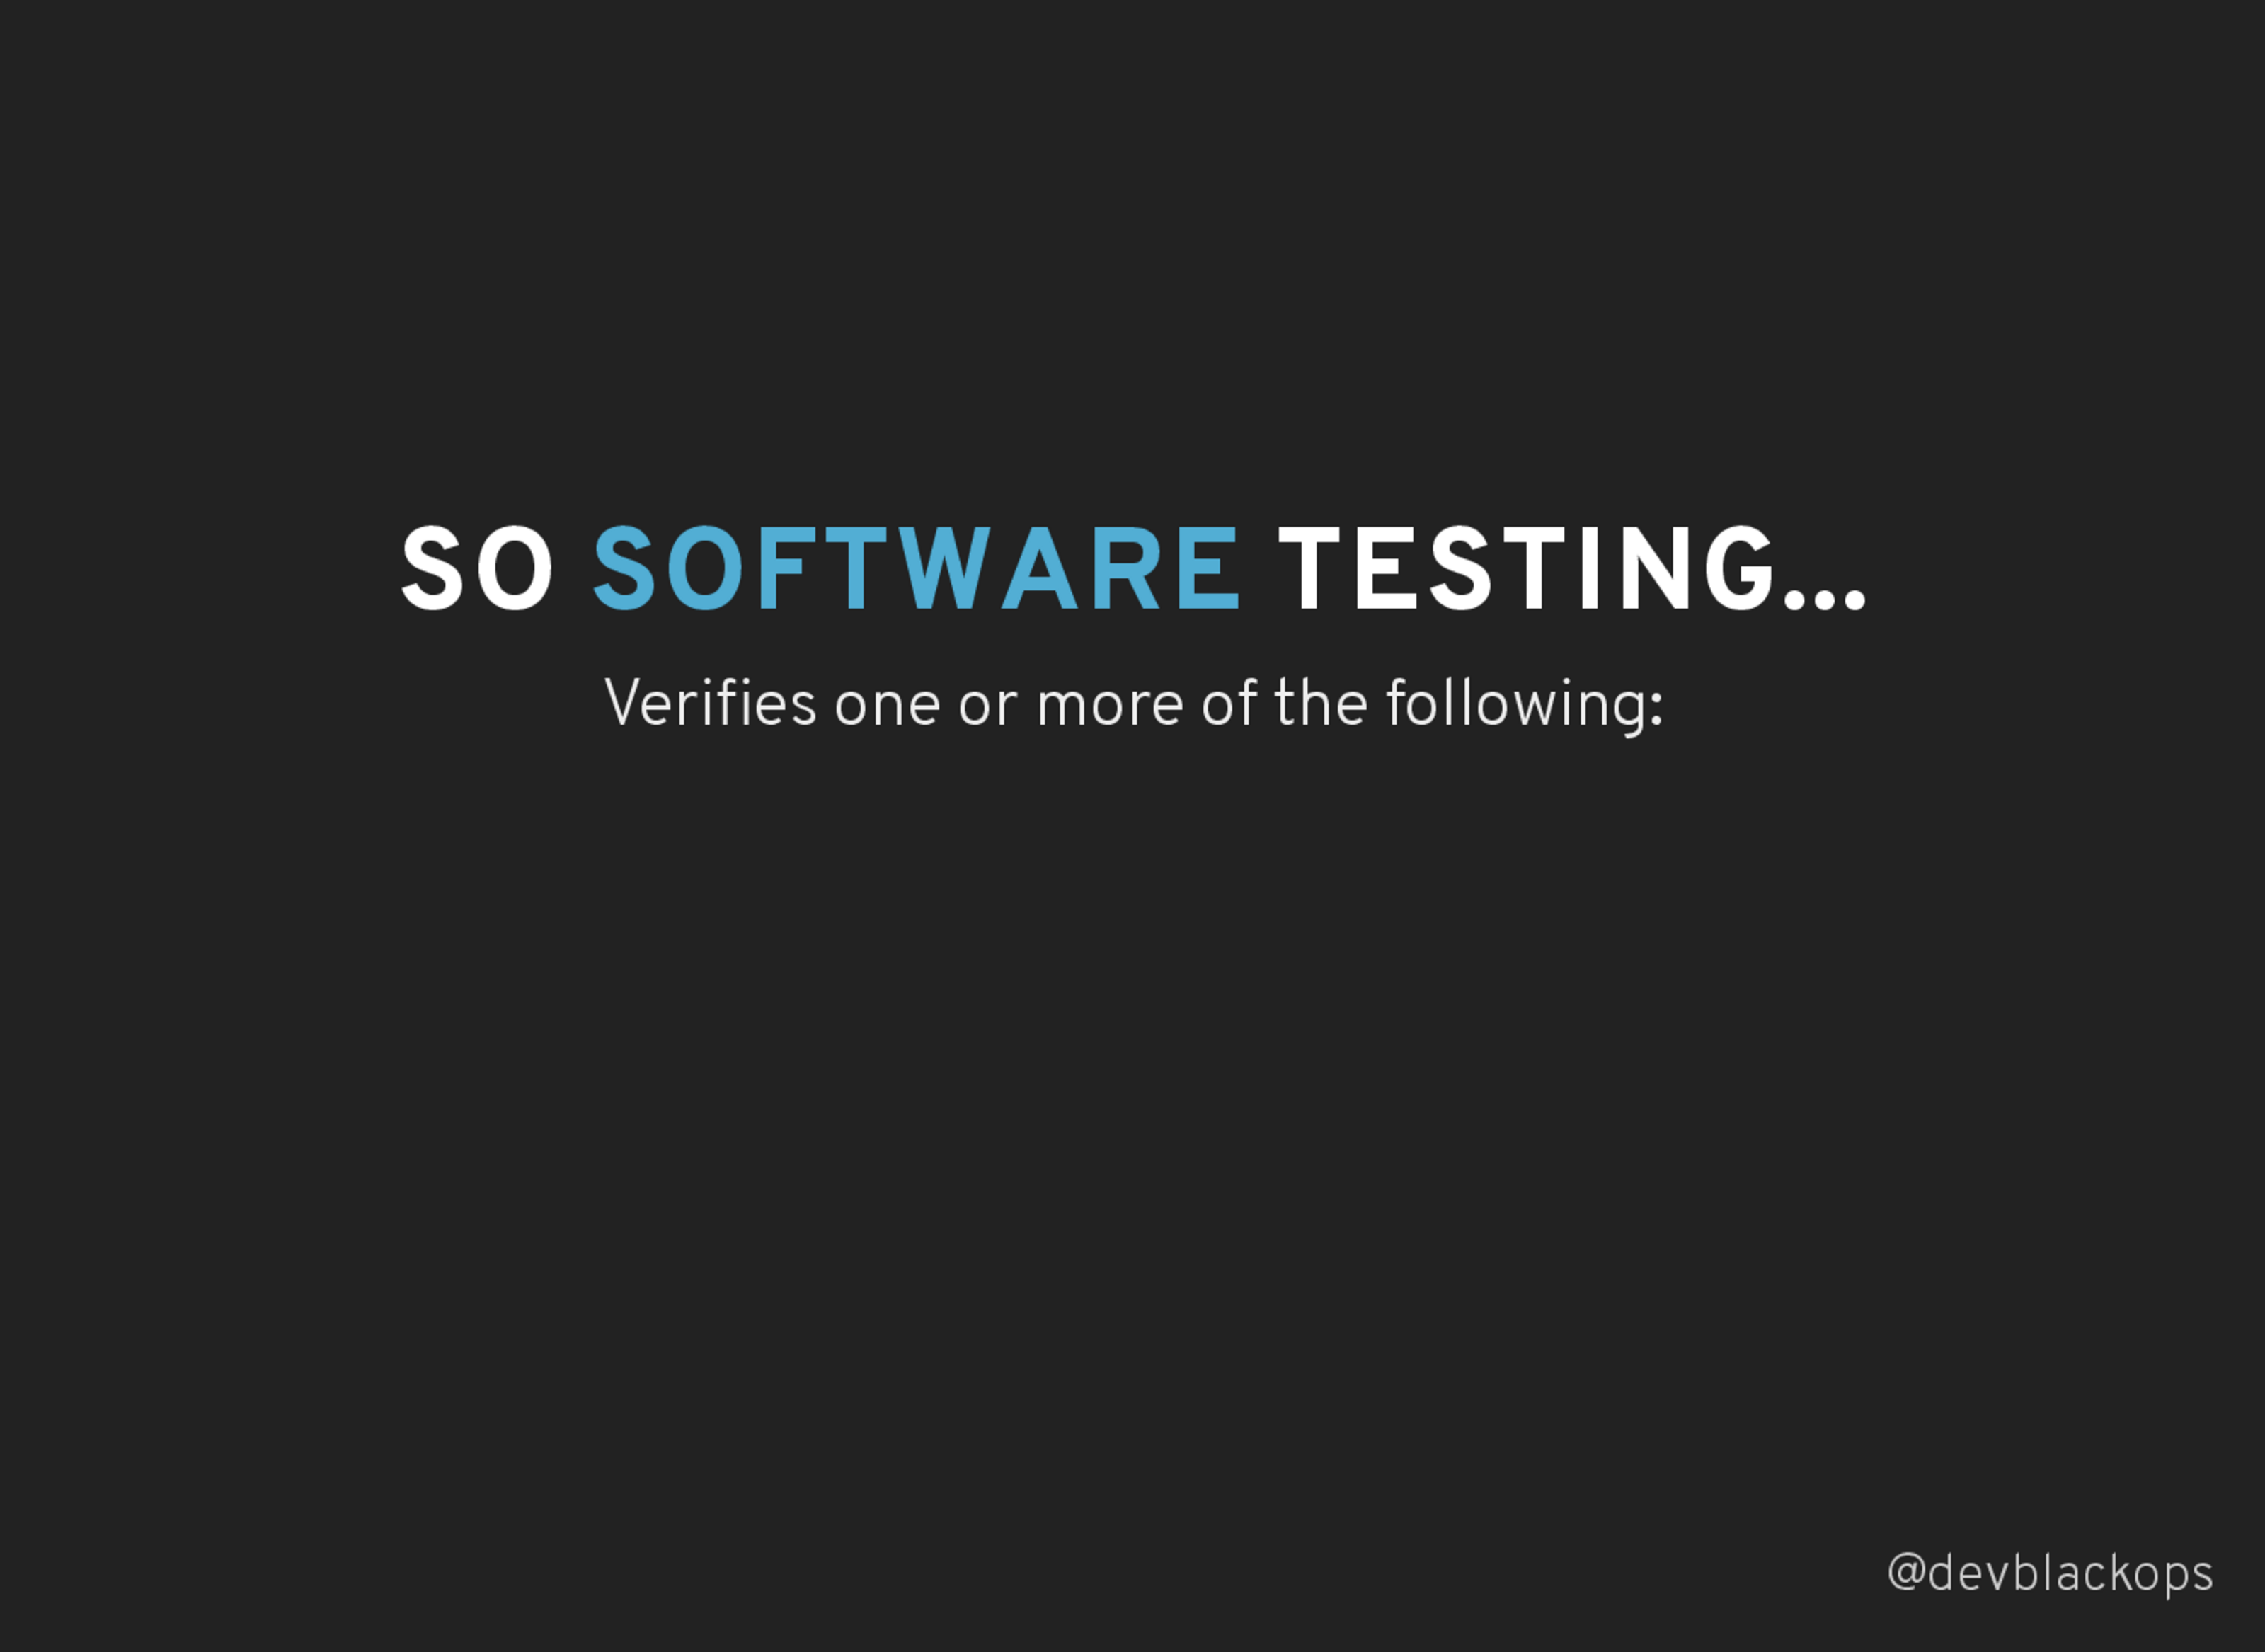 SO SOFTWARE TESTING...
Verifies one or more of the following:
@devblackops